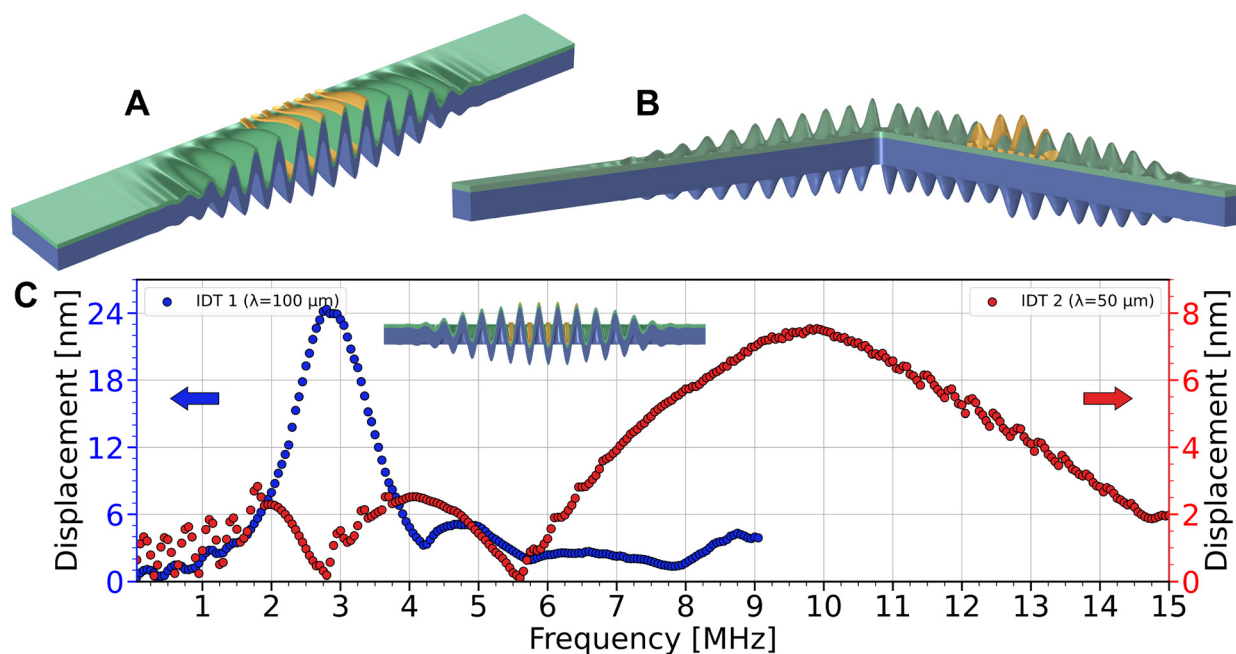 A
B
C
IDT 1 (λ=100 µm)
IDT 2 (λ=50 µm)
Displacement [nm]
24
18
12
6
0
8
6
4
2
0
Displacement [nm]
1 2 3 4 5 6 7 8 9 10 11 12 13 14 15
Frequency [MHz]